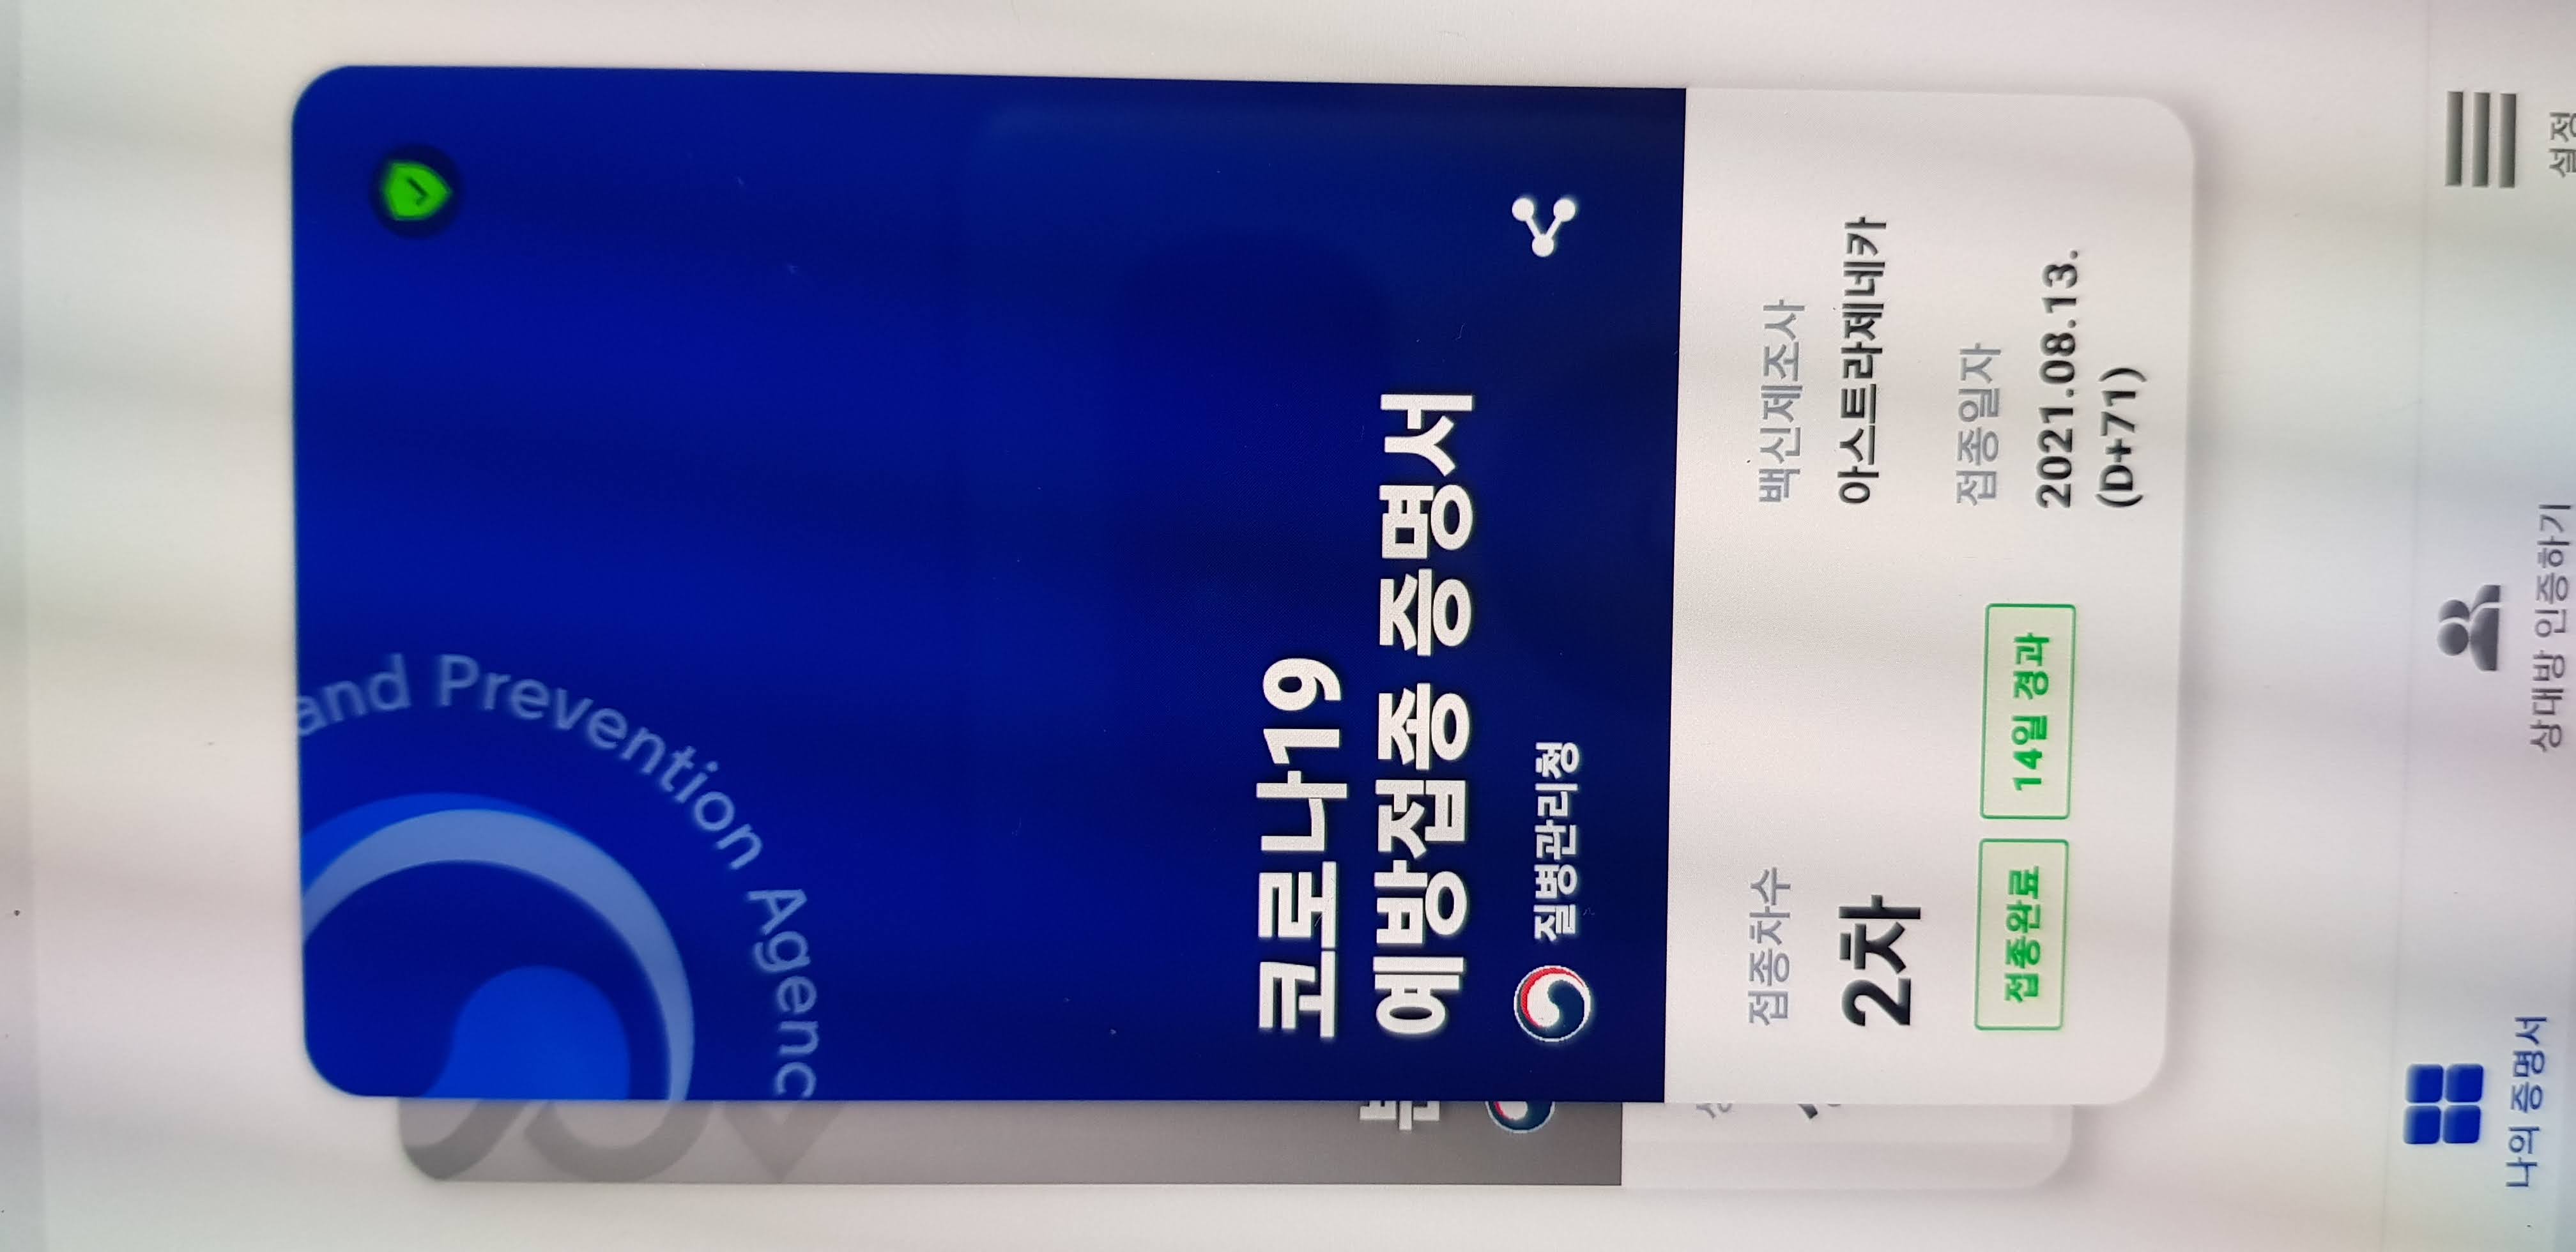 and Prevention Agenc
코로나19
예방접종 증명서
질병관리청
접종차수
2차
접종완료
14일 경과
백신제조사
아스트라제네카
접종일자
2021.08.13.
(D+71)
나의 증명서
상대방 인증하기
설정